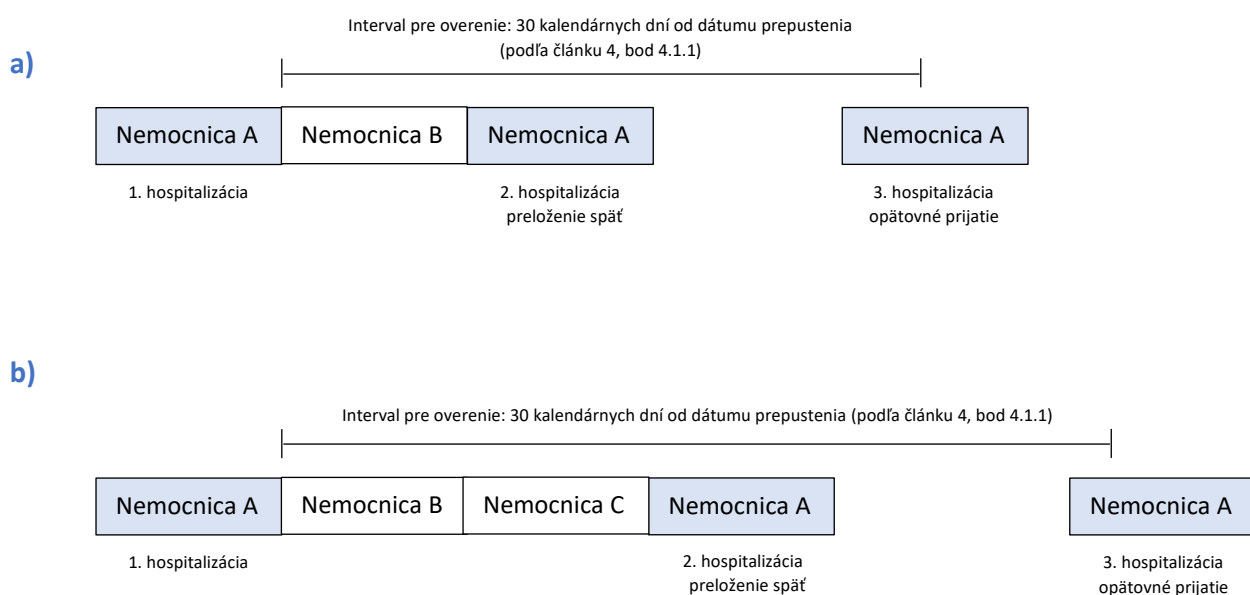 Interval pre overenie: 30 kalendárnych dní od dátumu prepustenia
(podľa článku 4, bod 4.1.1)
a)
Nemocnica A
Nemocnica B
Nemocnica A
Nemocnica A
1. hospitalizácia
2. hospitalizácia
preloženie späť
3. hospitalizácia
opätovné prijatie
b)
Interval pre overenie: 30 kalendárnych dní od dátumu prepustenia (podľa článku 4, bod 4.1.1)
Nemocnica A
Nemocnica B
Nemocnica C
Nemocnica A
Nemocnica A
1. hospitalizácia
2. hospitalizácia
preloženie späť
3. hospitalizácia
opätovné prijatie